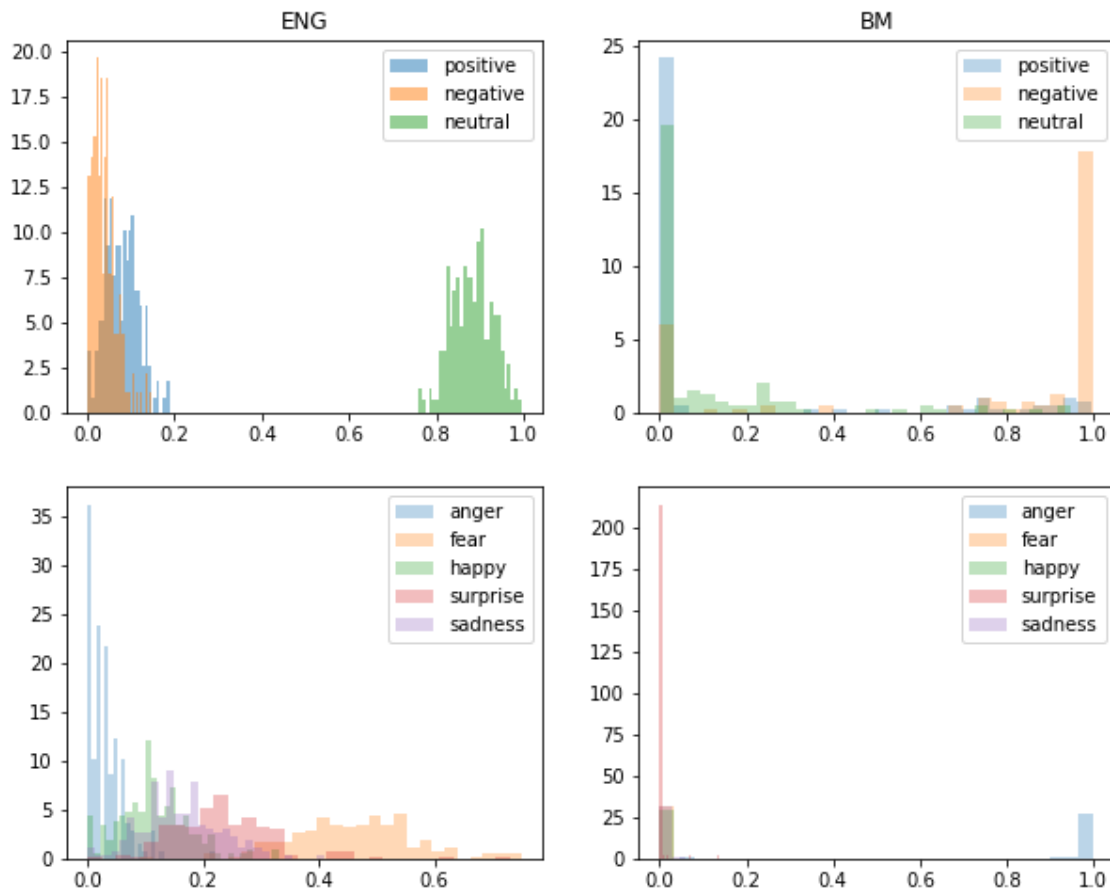 ENG
20.0
17.5
15.0
12.5
10.0
7.5
5.0
2.5
0.0
0.0 0.2 0.4 0.6 0.8 1.0
positive
negative
neutral
BM
25
20
15
10
5
0
0.0 0.2 0.4 0.6 0.8 1.0
positive
negative
neutral
35
30
25
20
15
10
5
0
0.0 0.2 0.4 0.6
anger
fear
happy
surprise
sadness
200
175
150
125
100
75
50
25
0
0.0 0.2 0.4 0.6 0.8 1.0
anger
fear
happy
surprise
sadness